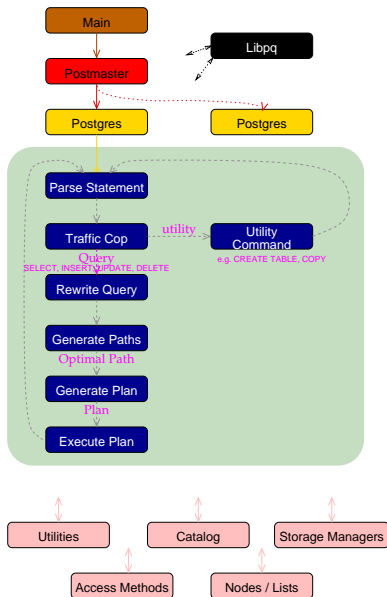 Main
Libpq
Postmaster
Postgres
Postgres
Parse Statement
Traffic Cop
utility
Utility
Command
Query
SELECT, INSERT, UPDATE, DELETE
e.g. CREATE TABLE, COPY
Rewrite Query
Generate Paths
Optimal Path
Generate Plan
Plan
Execute Plan
Utilities
Catalog
Storage Managers
Access Methods
Nodes / Lists